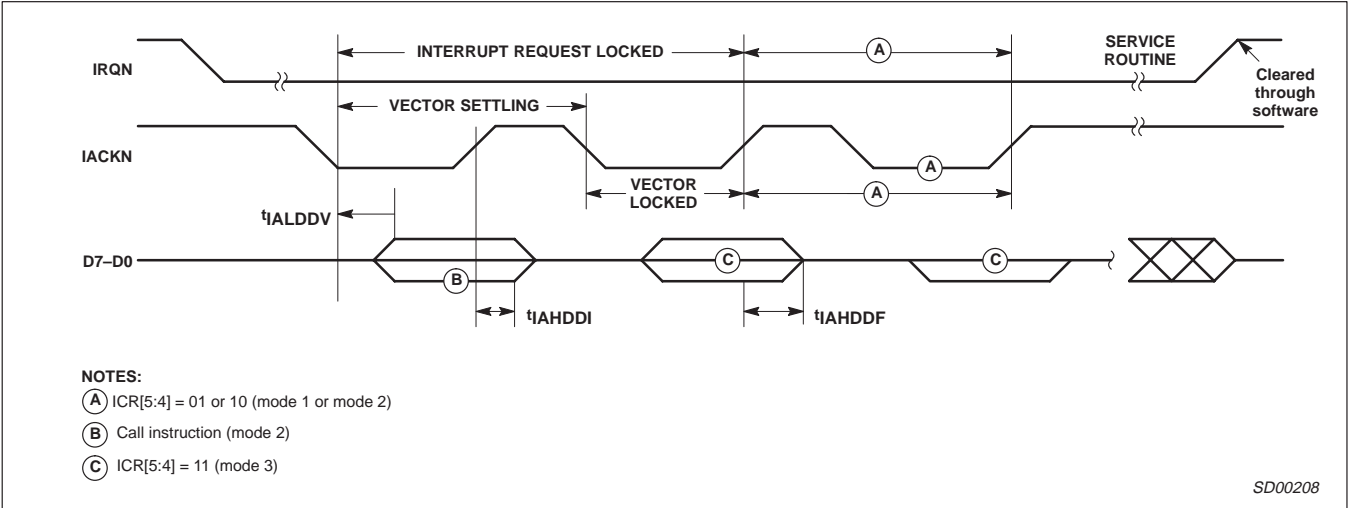 INTERRUPT REQUEST LOCKED
A
SERVICE
ROUTINE
IRQN
Cleared
through
software
VECTOR SETTLING
IACKN
A
VECTOR
LOCKED
A
tIALDDV
D7–D0
B
C
C
tIAHDDI
tIAHDDF
NOTES:
A ICR[5:4] = 01 or 10 (mode 1 or mode 2)
B Call instruction (mode 2)
C ICR[5:4] = 11 (mode 3)
SD00208